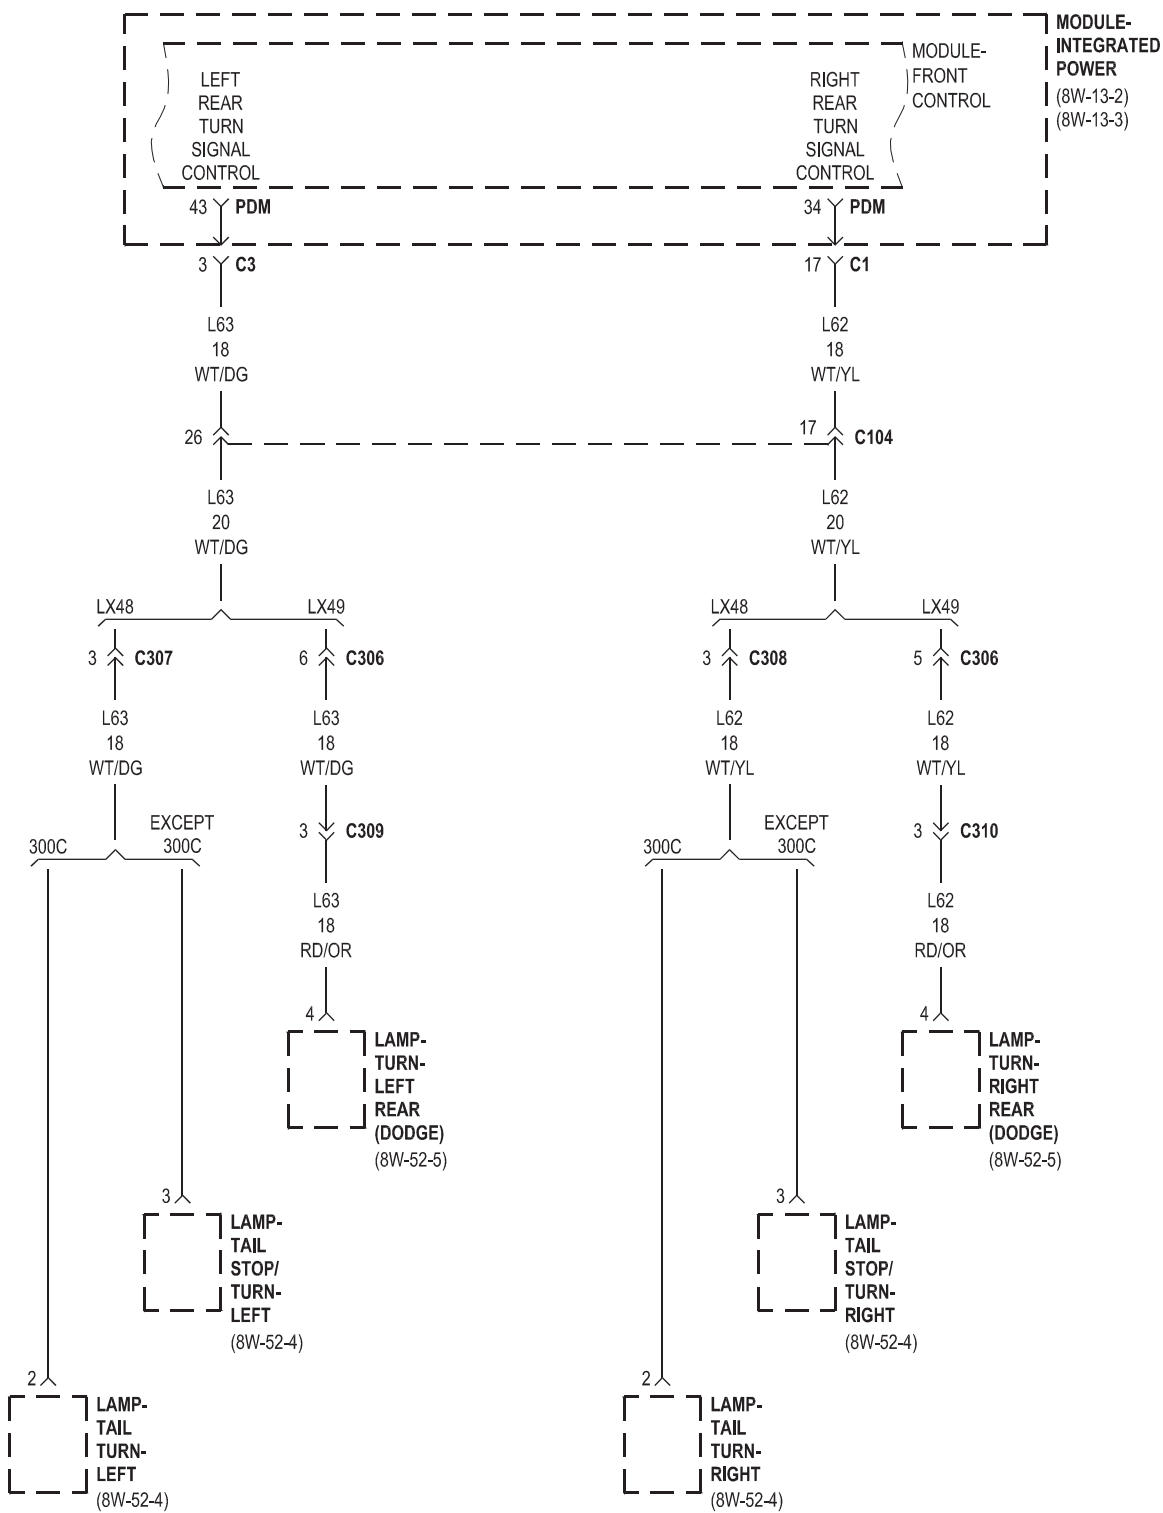 MODULE-
INTEGRATED
POWER
(8W-13-2)
(8W-13-3)
MODULE-
FRONT
CONTROL
LEFT
REAR
TURN
SIGNAL
CONTROL
RIGHT
REAR
TURN
SIGNAL
CONTROL
43 PDM
34 PDM
3 C3
17 C1
L63
18
WT/DG
L62
18
WT/YL
26
17 C104
L63
20
WT/DG
L62
20
WT/YL
LX48
LX49
LX48
LX49
3 C307
6 C306
3 C308
5 C306
L63
18
WT/DG
L63
18
WT/DG
L62
18
WT/YL
L62
18
WT/YL
300C
EXCEPT
300C
3 C309
300C
EXCEPT
300C
3 C310
L63
18
RD/OR
L62
18
RD/OR
4
LAMP-
TURN-
LEFT
REAR
(DODGE)
(8W-52-5)
4
LAMP-
TURN-
RIGHT
REAR
(DODGE)
(8W-52-5)
3
LAMP-
TAIL
STOP/
TURN-
LEFT
(8W-52-4)
3
LAMP-
TAIL
STOP/
TURN-
RIGHT
(8W-52-4)
2
LAMP-
TAIL
TURN-
LEFT
(8W-52-4)
2
LAMP-
TAIL
TURN-
RIGHT
(8W-52-4)